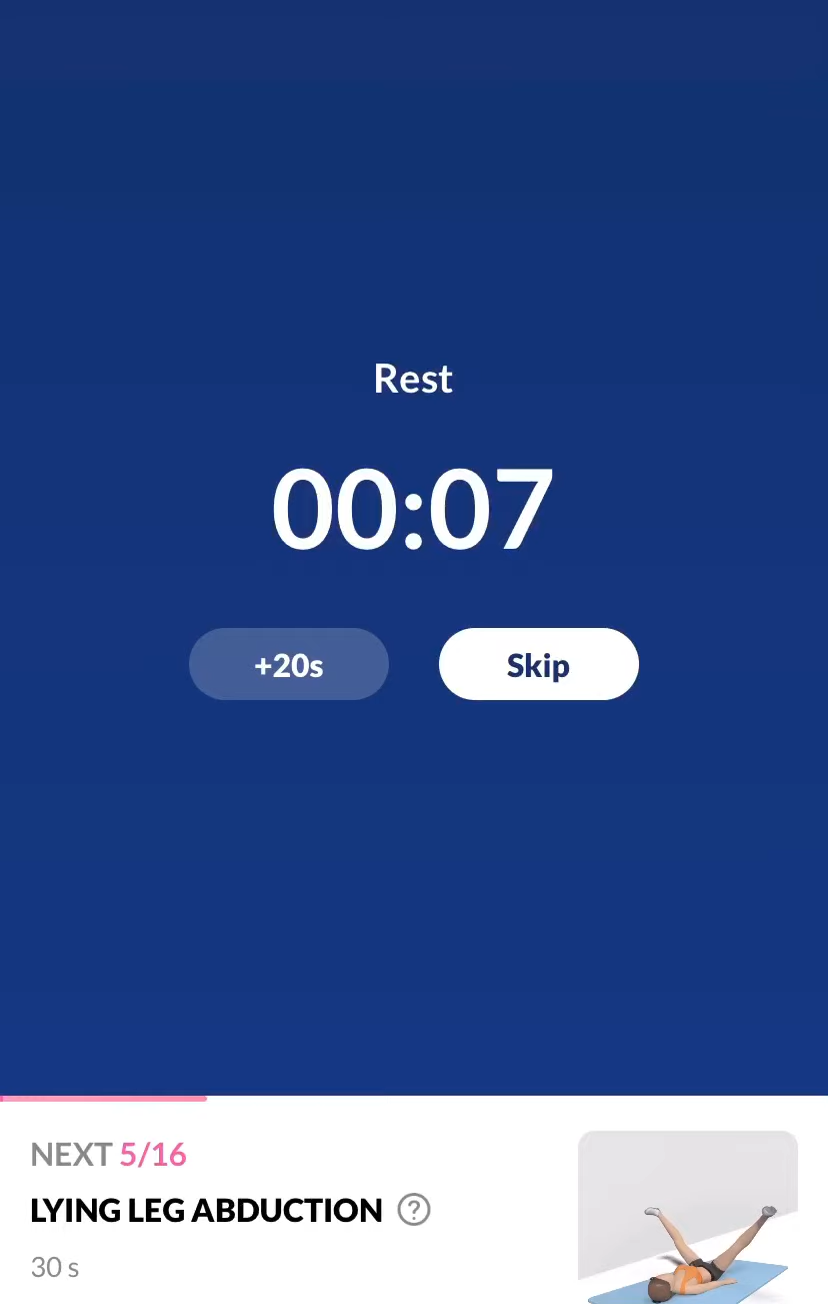 Rest
00:07
+20s Skip
NEXT 5/16
LYING LEG ABDUCTION ?
30 s